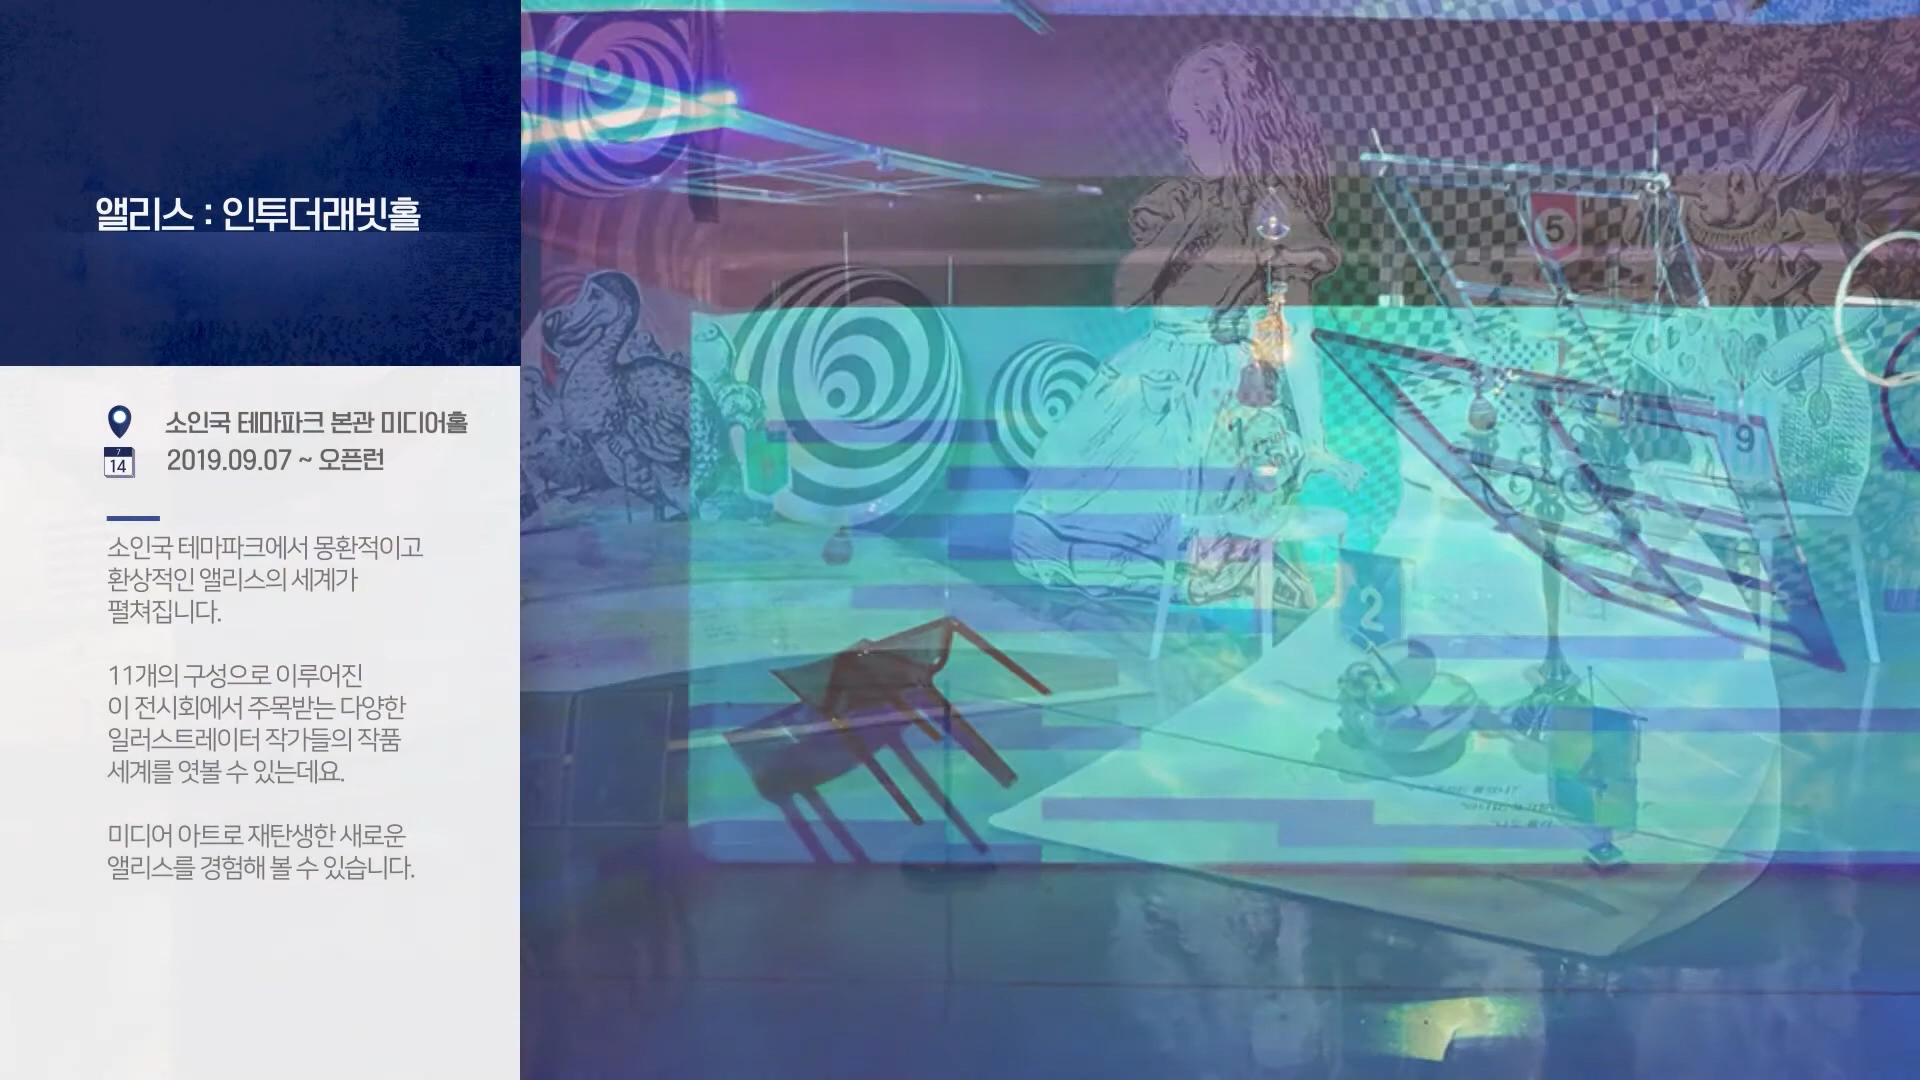 앨리스 : 인투더래빗홀
소인국 테마파크 본관 미디어홀
7
14
2019.09.07 ~ 오픈런
소인국 테마파크에서 몽환적이고
환상적인 앨리스의 세계가
펼쳐집니다.
11개의 구성으로 이루어진
이 전시회에서 주목받는 다양한
일러스트레이터 작가들의 작품
세계를 엿볼 수 있는데요.
미디어 아트로 재탄생한 새로운
앨리스를 경험해 볼 수 있습니다.
5
9
2